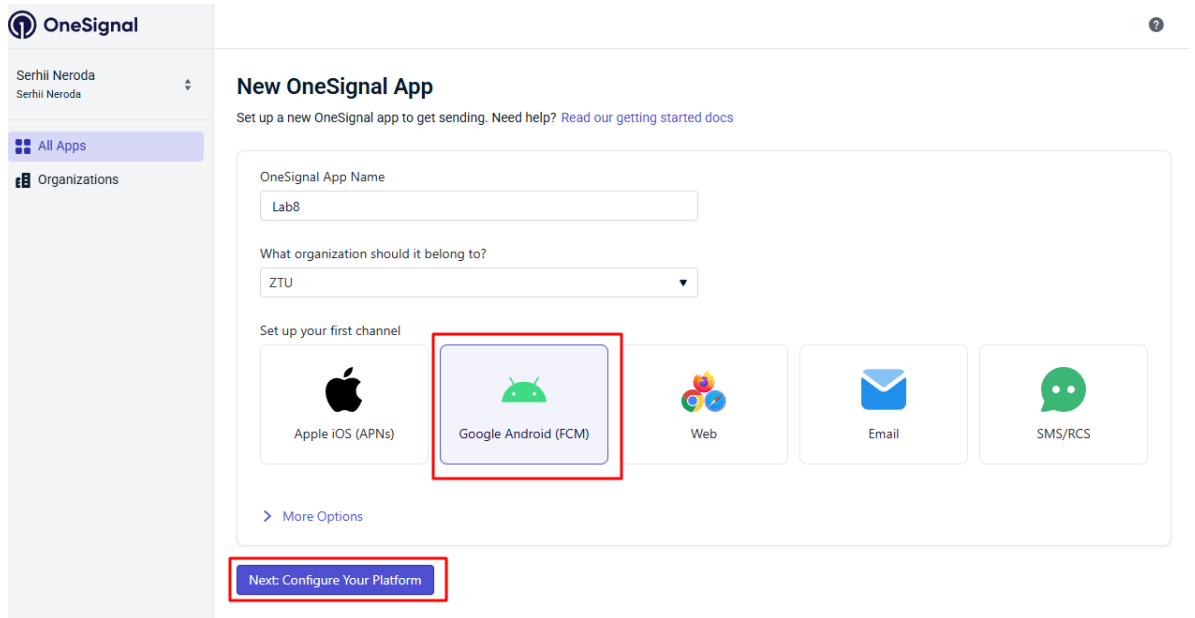 OneSignal
Serhii Neroda
Serhii Neroda
All Apps
Organizations
New OneSignal App
Set up a new OneSignal app to get sending. Need help? Read our getting started docs
OneSignal App Name
Lab8
What organization should it belong to?
ZTU
Set up your first channel
Apple iOS (APNs)
Google Android (FCM)
Web
Email
SMS/RCS
More Options
Next: Configure Your Platform